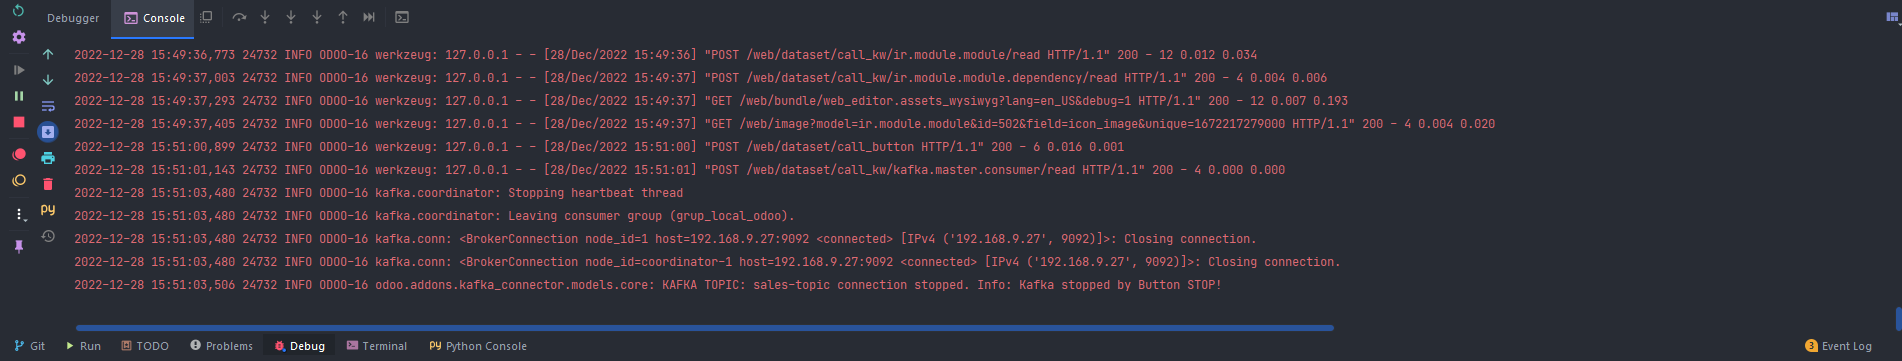 Debugger
Console
2022-12-28 15:49:36,773 24732 INFO ODOO-16 werkzeug: 127.0.0.1 - - [28/Dec/2022 15:49:36] "POST /web/dataset/call_kw/ir.module.module/read HTTP/1.1" 200 - 12 0.012 0.034
2022-12-28 15:49:37,003 24732 INFO ODOO-16 werkzeug: 127.0.0.1 - - [28/Dec/2022 15:49:37] "POST /web/dataset/call_kw/ir.module.module.dependency/read HTTP/1.1" 200 - 4 0.004 0.006
2022-12-28 15:49:37,293 24732 INFO ODOO-16 werkzeug: 127.0.0.1 - - [28/Dec/2022 15:49:37] "GET /web/bundle/web_editor.assets_wysiwyg?lang=en_US&debug=1 HTTP/1.1" 200 - 12 0.007 0.193
2022-12-28 15:49:37,405 24732 INFO ODOO-16 werkzeug: 127.0.0.1 - - [28/Dec/2022 15:49:37] "GET /web/image?model=ir.module.module&id=502&field=icon_image&unique=1672217279000 HTTP/1.1" 200 - 4 0.004 0.020
2022-12-28 15:51:00,899 24732 INFO ODOO-16 werkzeug: 127.0.0.1 - - [28/Dec/2022 15:51:00] "POST /web/dataset/call_button HTTP/1.1" 200 - 6 0.016 0.001
2022-12-28 15:51:01,143 24732 INFO ODOO-16 werkzeug: 127.0.0.1 - - [28/Dec/2022 15:51:01] "POST /web/dataset/call_kw/kafka.master.consumer/read HTTP/1.1" 200 - 4 0.000 0.000
2022-12-28 15:51:03,480 24732 INFO ODOO-16 kafka.coordinator: Stopping heartbeat thread
2022-12-28 15:51:03,480 24732 INFO ODOO-16 kafka.coordinator: Leaving consumer group (grup_local_odoo).
2022-12-28 15:51:03,480 24732 INFO ODOO-16 kafka.conn: <BrokerConnection node_id=1 host=192.168.9.27:9092 <connected> [IPv4 ('192.168.9.27', 9092)]>: Closing connection.
2022-12-28 15:51:03,480 24732 INFO ODOO-16 kafka.conn: <BrokerConnection node_id=coordinator-1 host=192.168.9.27:9092 <connected> [IPv4 ('192.168.9.27', 9092)]>: Closing connection.
2022-12-28 15:51:03,506 24732 INFO ODOO-16 odoo.addons.kafka_connector.models.core: KAFKA TOPIC: sales-topic connection stopped. Info: Kafka stopped by Button STOP!
Git
Run
TODO
Problems
Debug
Terminal
Python Console
3 Event Log